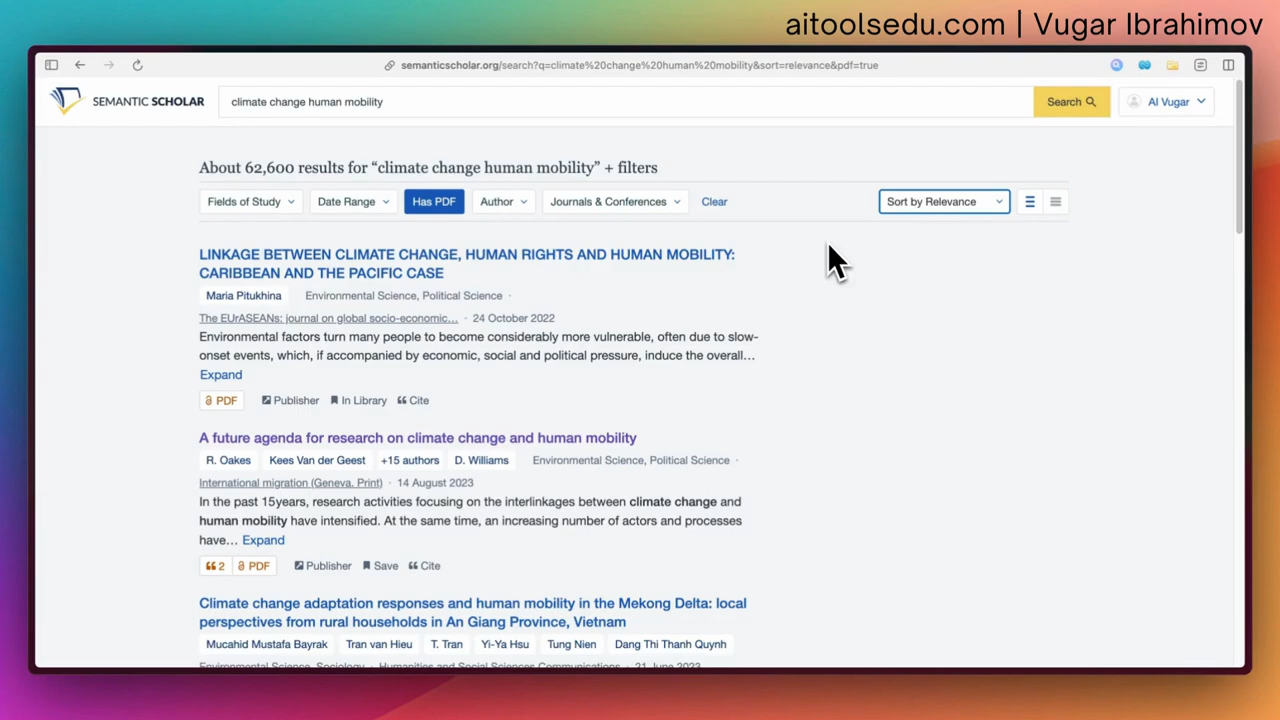 aitoolsedu.com | Vugar Ibrahimov
semanticscholar.org/search?q=climate%20change%20human%20mobility&sort=relevance&pdf=true
SEMANTIC SCHOLAR
climate change human mobility
Search
AI Vugar
About 62,600 results for “climate change human mobility” + filters
Fields of Study
Date Range
Has PDF
Author
Journals & Conferences
Clear
Sort by Relevance
LINKAGE BETWEEN CLIMATE CHANGE, HUMAN RIGHTS AND HUMAN MOBILITY:
CARIBBEAN AND THE PACIFIC CASE
Maria Pitukhina Environmental Science, Political Science ·
The EUrASEANs: journal on global socio-economic… · 24 October 2022
Environmental factors turn many people to become considerably more vulnerable, often due to slow-
onset events, which, if accompanied by economic, social and political pressure, induce the overall…
Expand
PDF Publisher In Library Cite
A future agenda for research on climate change and human mobility
R. Oakes Kees Van der Geest +15 authors D. Williams Environmental Science, Political Science ·
International migration (Geneva. Print) · 14 August 2023
In the past 15years, research activities focusing on the interlinkages between climate change and
human mobility have intensified. At the same time, an increasing number of actors and processes
have… Expand
2 PDF Publisher Save Cite
Climate change adaptation responses and human mobility in the Mekong Delta: local
perspectives from rural households in An Giang Province, Vietnam
Mucahid Mustafa Bayrak Tran van Hieu T. Tran Yi-Ya Hsu Tung Nien Dang Thi Thanh Quynh
Environmental Science, Sociology · Humanities and Social Sciences Communications · 21 June 2023